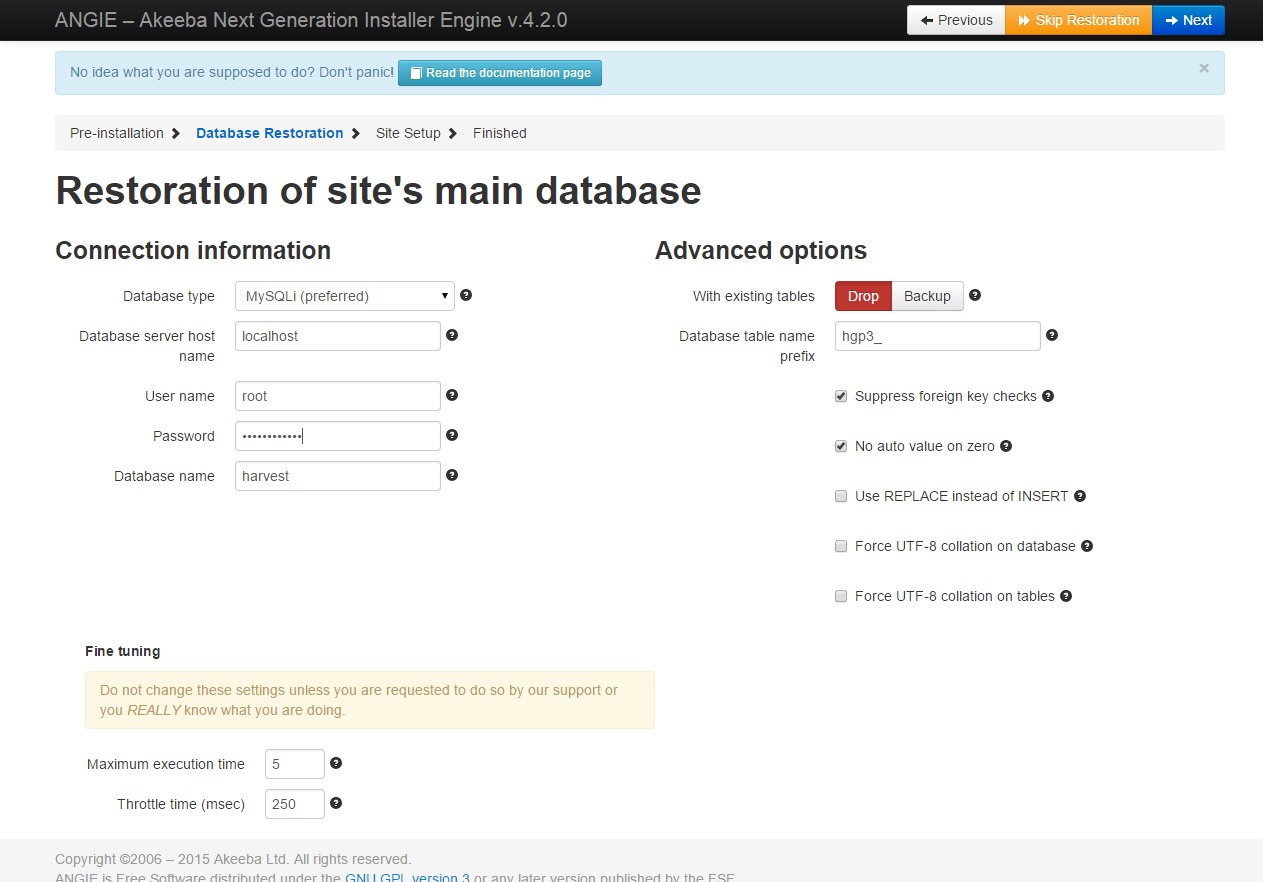 ANGIE – Akeeba Next Generation Installer Engine v.4.2.0
Previous
Skip Restoration
Next
No idea what you are supposed to do? Don't panic! Read the documentation page ×
Pre-installation
Database Restoration
Site Setup
Finished
Restoration of site's main database
Connection information
Database type
MySQLi (preferred)
Database server host
name
localhost
User name
root
Password
••••••••••••
Database name
harvest
Advanced options
With existing tables
Drop
Backup
Database table name
prefix
hgp3_
Suppress foreign key checks
No auto value on zero
Use REPLACE instead of INSERT
Force UTF-8 collation on database
Force UTF-8 collation on tables
Fine tuning
Do not change these settings unless you are requested to do so by our support or
you REALLY know what you are doing.
Maximum execution time
5
Throttle time (msec)
250
Copyright ©2006 – 2015 Akeeba Ltd. All rights reserved.
ANGIE is Free Software distributed under the GNU GPL version 3 or any later version published by the FSF.